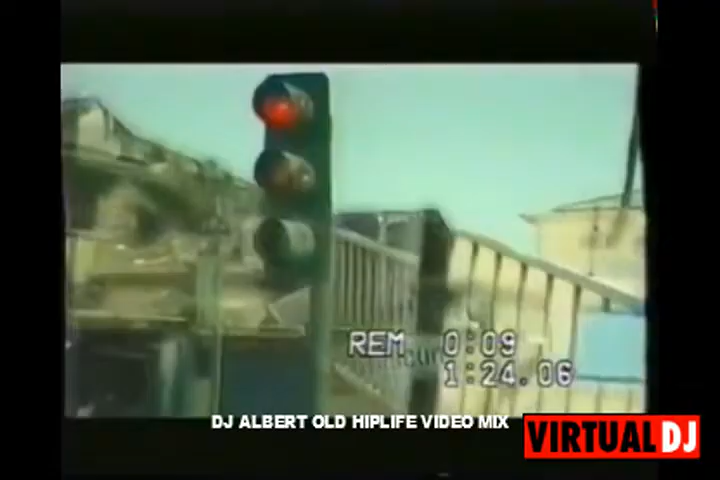 REM 0:09
1:24.06
DJ ALBERT OLD HIPLIFE VIDEO MIX
VIRTUAL DJ